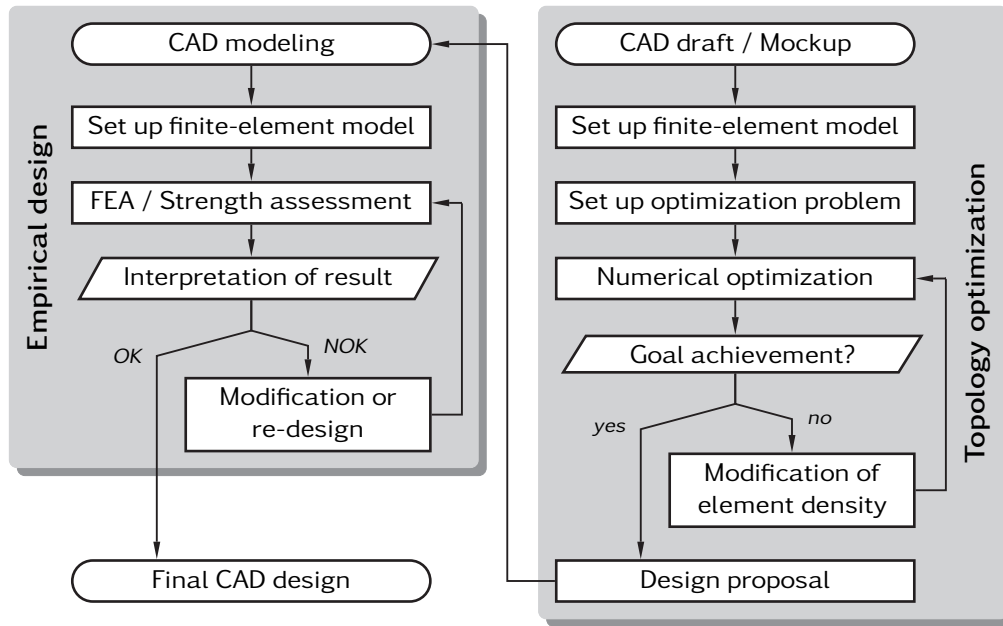 Empirical design
CAD modeling
Set up finite-element model
FEA / Strength assessment
Interpretation of result
OK
NOK
Modification or
re-design
Final CAD design
CAD draft / Mockup
Set up finite-element model
Set up optimization problem
Numerical optimization
Goal achievement?
yes
no
Modification of
element density
Design proposal
Topology optimization